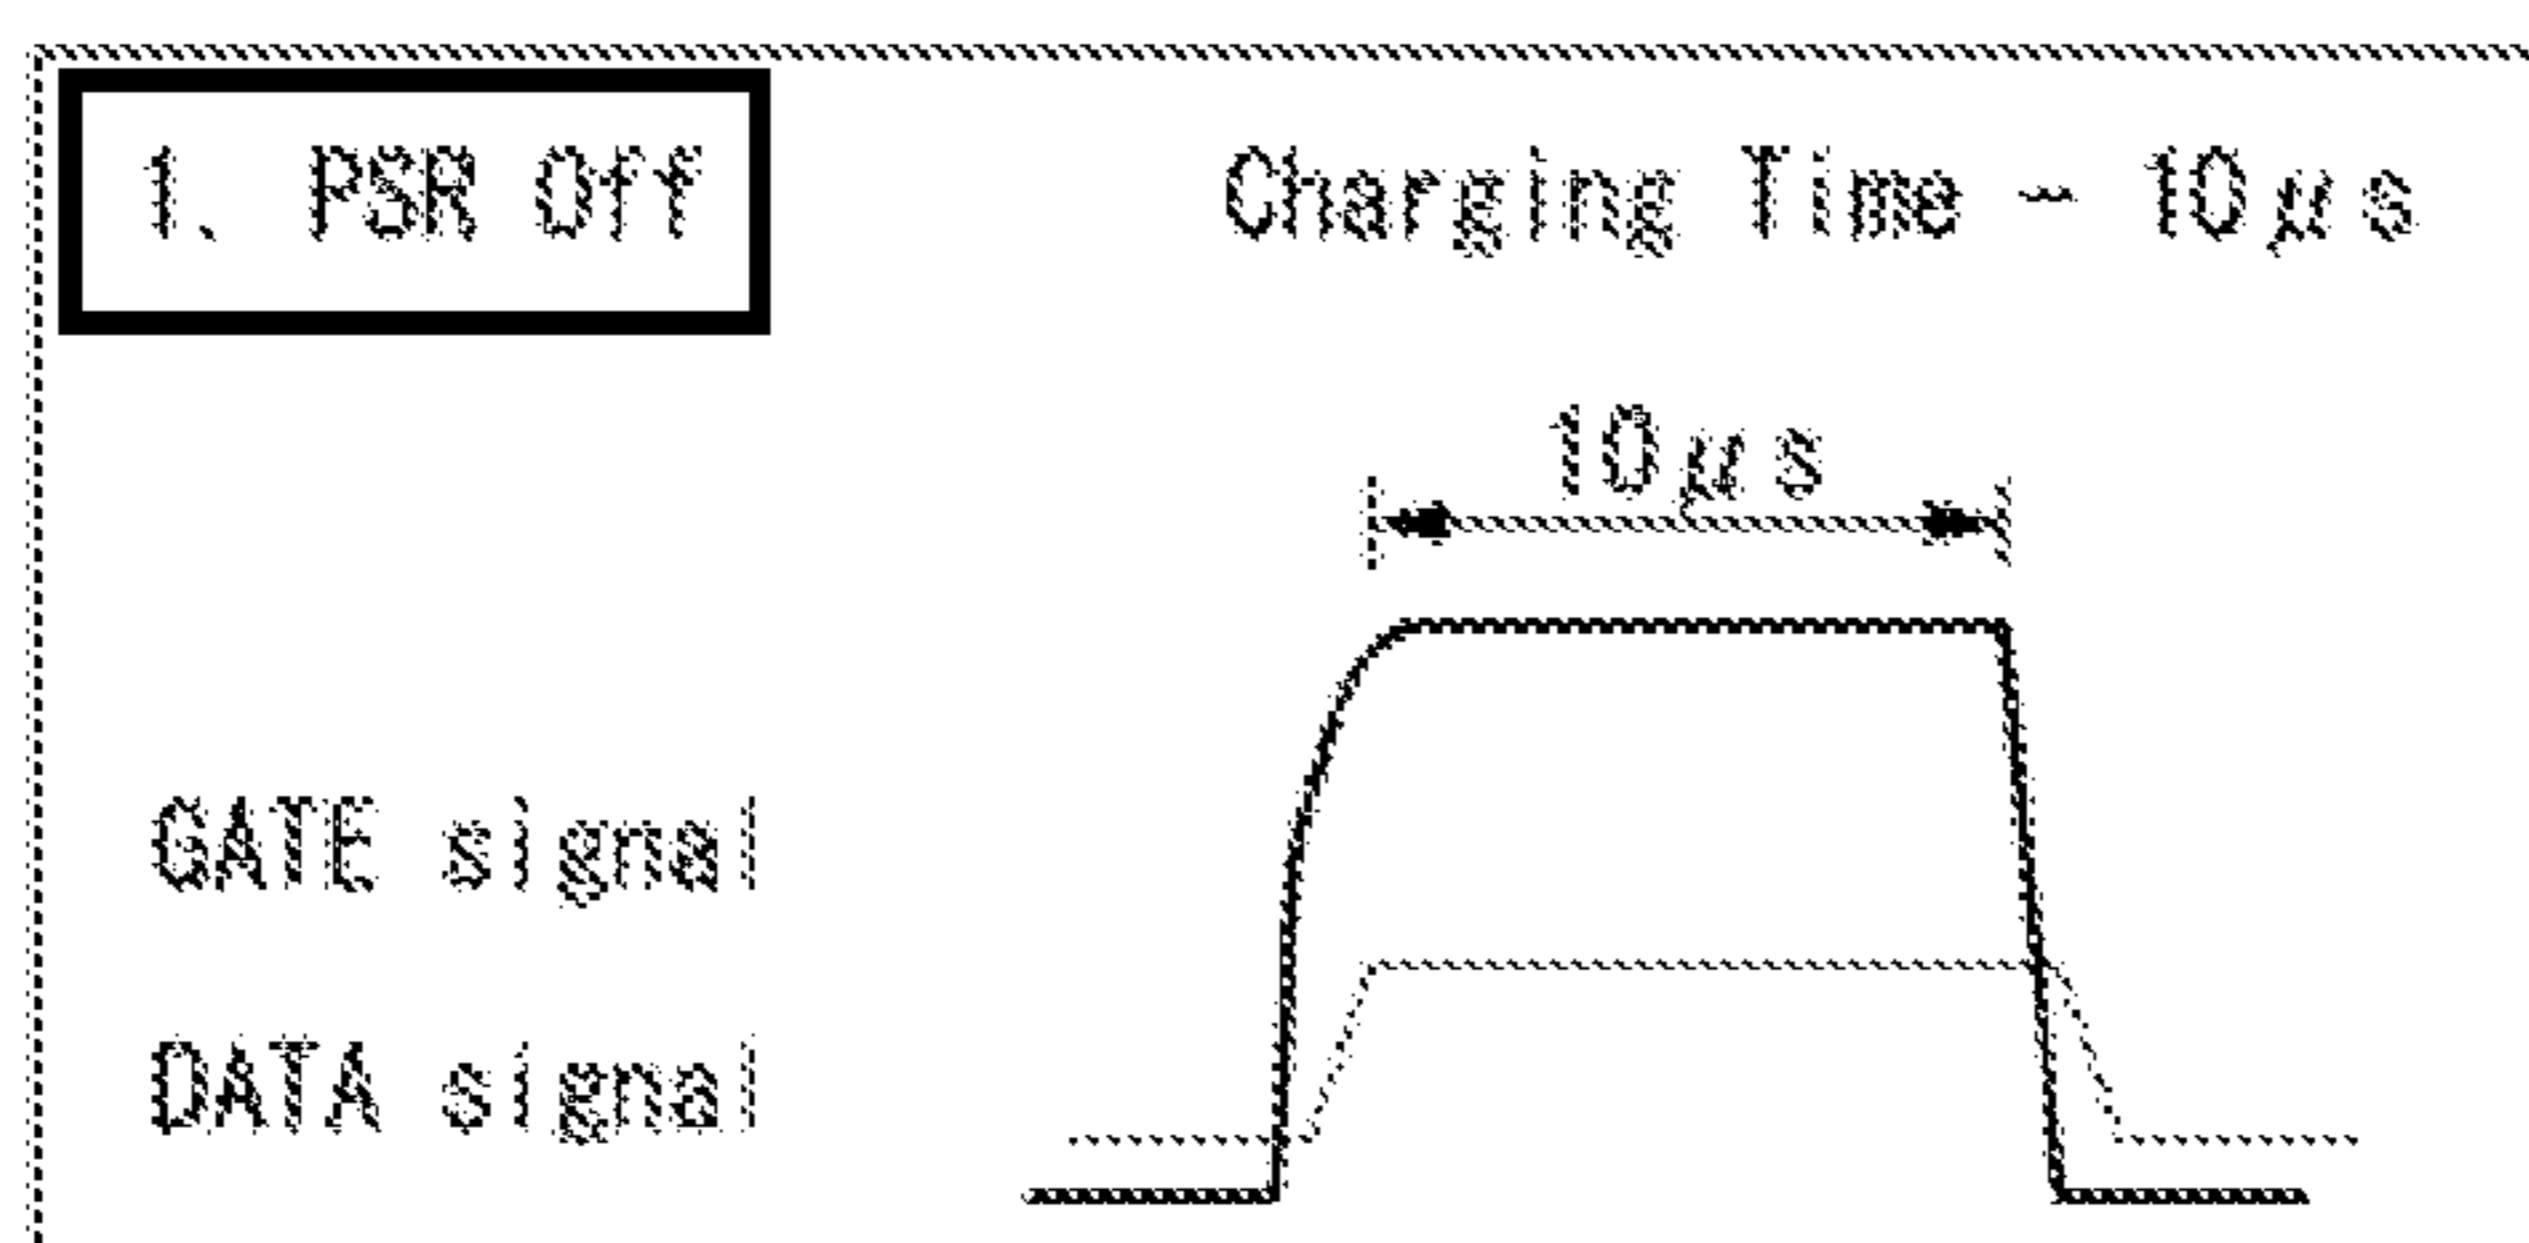 1. PSR Off
Charging Time - 10μs
10μs
GATE signal
DATA signal